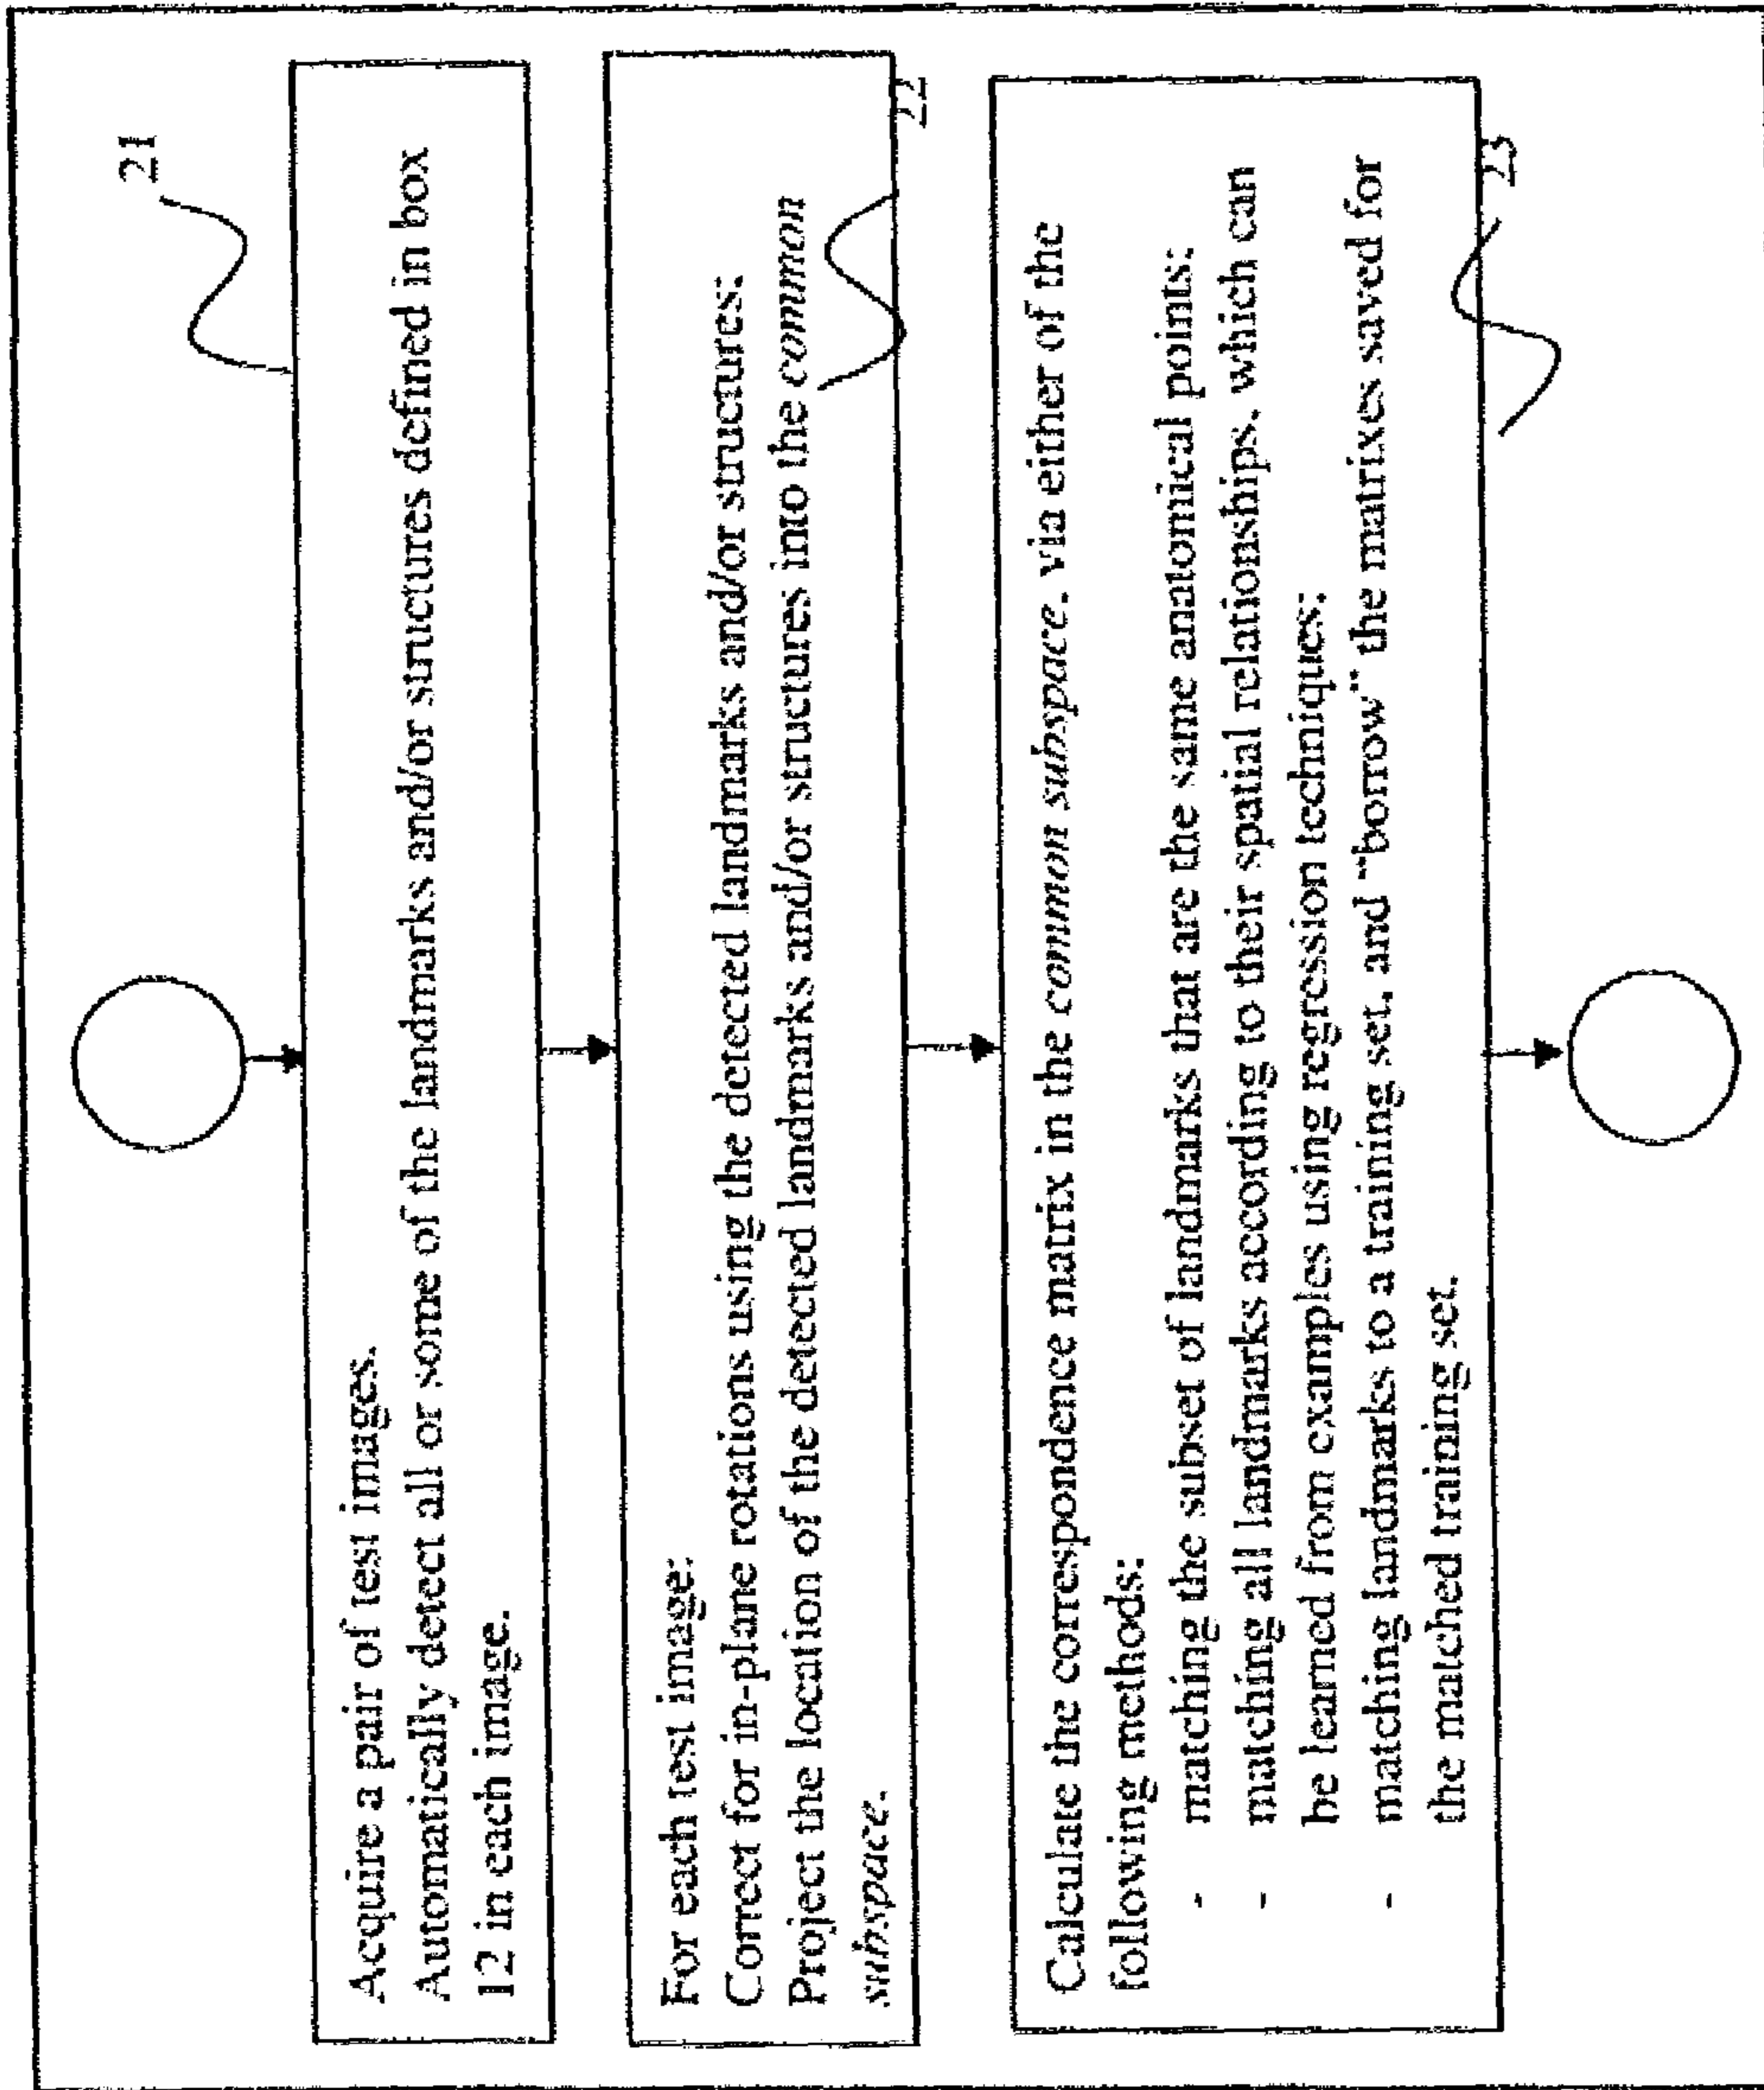 21
Acquire a pair of test images.
Automatically detect all or some of the landmarks and/or structures defined in box
12 in each image.
22
For each test image:
Correct for in-plane rotations using the detected landmarks and/or structures;
Project the location of the detected landmarks and/or structures into the common
subspace.
23
Calculate the correspondence matrix in the common subspace, via either of the
following methods:
- matching the subset of landmarks that are the same anatomical points;
- matching all landmarks according to their spatial relationships, which can
be learned from examples using regression techniques;
- matching landmarks to a training set, and "borrow" the matrixes saved for
the matched training set.